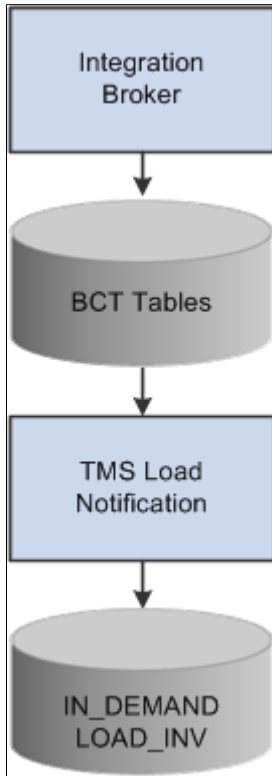 Integration
Broker
BCT Tables
TMS Load
Notification
IN_DEMAND
LOAD_INV